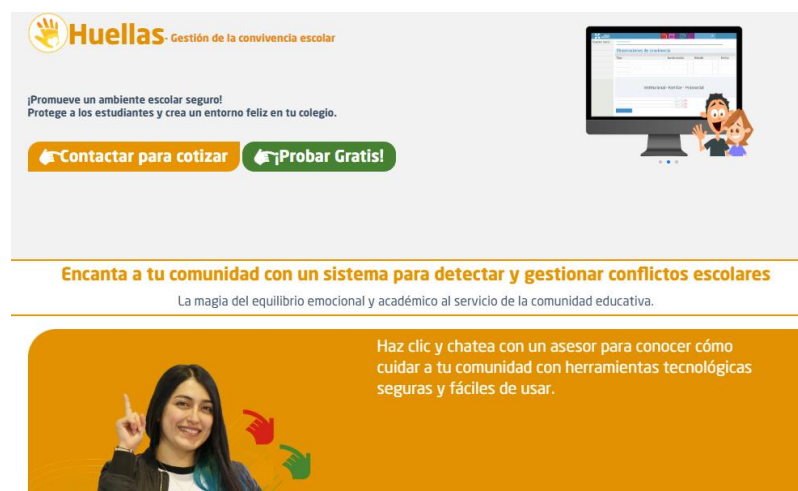 Huellas - Gestión de la convivencia escolar
¡Promueve un ambiente escolar seguro!
Protege a los estudiantes y crea un entorno feliz en tu colegio.
Contactar para cotizar
¡Probar Gratis!
Encanta a tu comunidad con un sistema para detectar y gestionar conflictos escolares
La magia del equilibrio emocional y académico al servicio de la comunidad educativa.
Haz clic y chatea con un asesor para conocer cómo
cuidar a tu comunidad con herramientas tecnológicas
seguras y fáciles de usar.